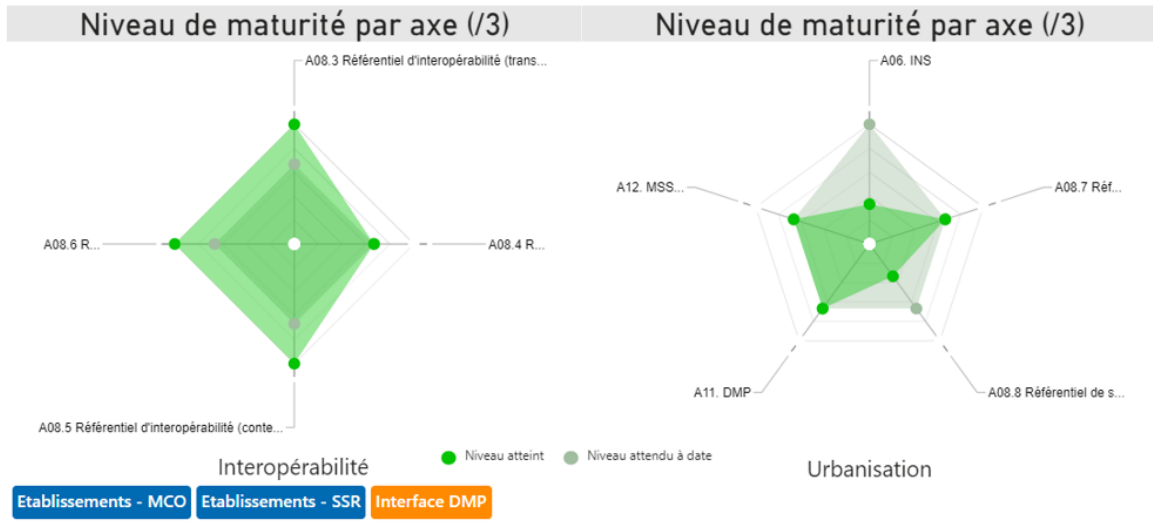 Niveau de maturité par axe (/3)
Niveau de maturité par axe (/3)
A08.3 Référentiel d'interopérabilité (trans...
A08.6 R...
A08.4 R...
A08.5 Référentiel d'interopérabilité (conte...
A06. INS
A12. MSS...
A08.7 Réf...
A11. DMP
A08.8 Référentiel de s...
Niveau atteint
Niveau attendu à date
Interopérabilité
Urbanisation
Etablissements - MCO
Etablissements - SSR
Interface DMP